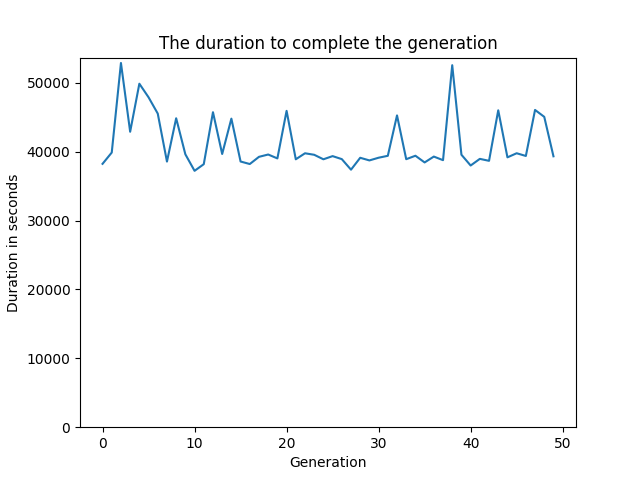 The duration to complete the generation
Duration in seconds
50000
40000
30000
20000
10000
0
0 10 20 30 40 50
Generation